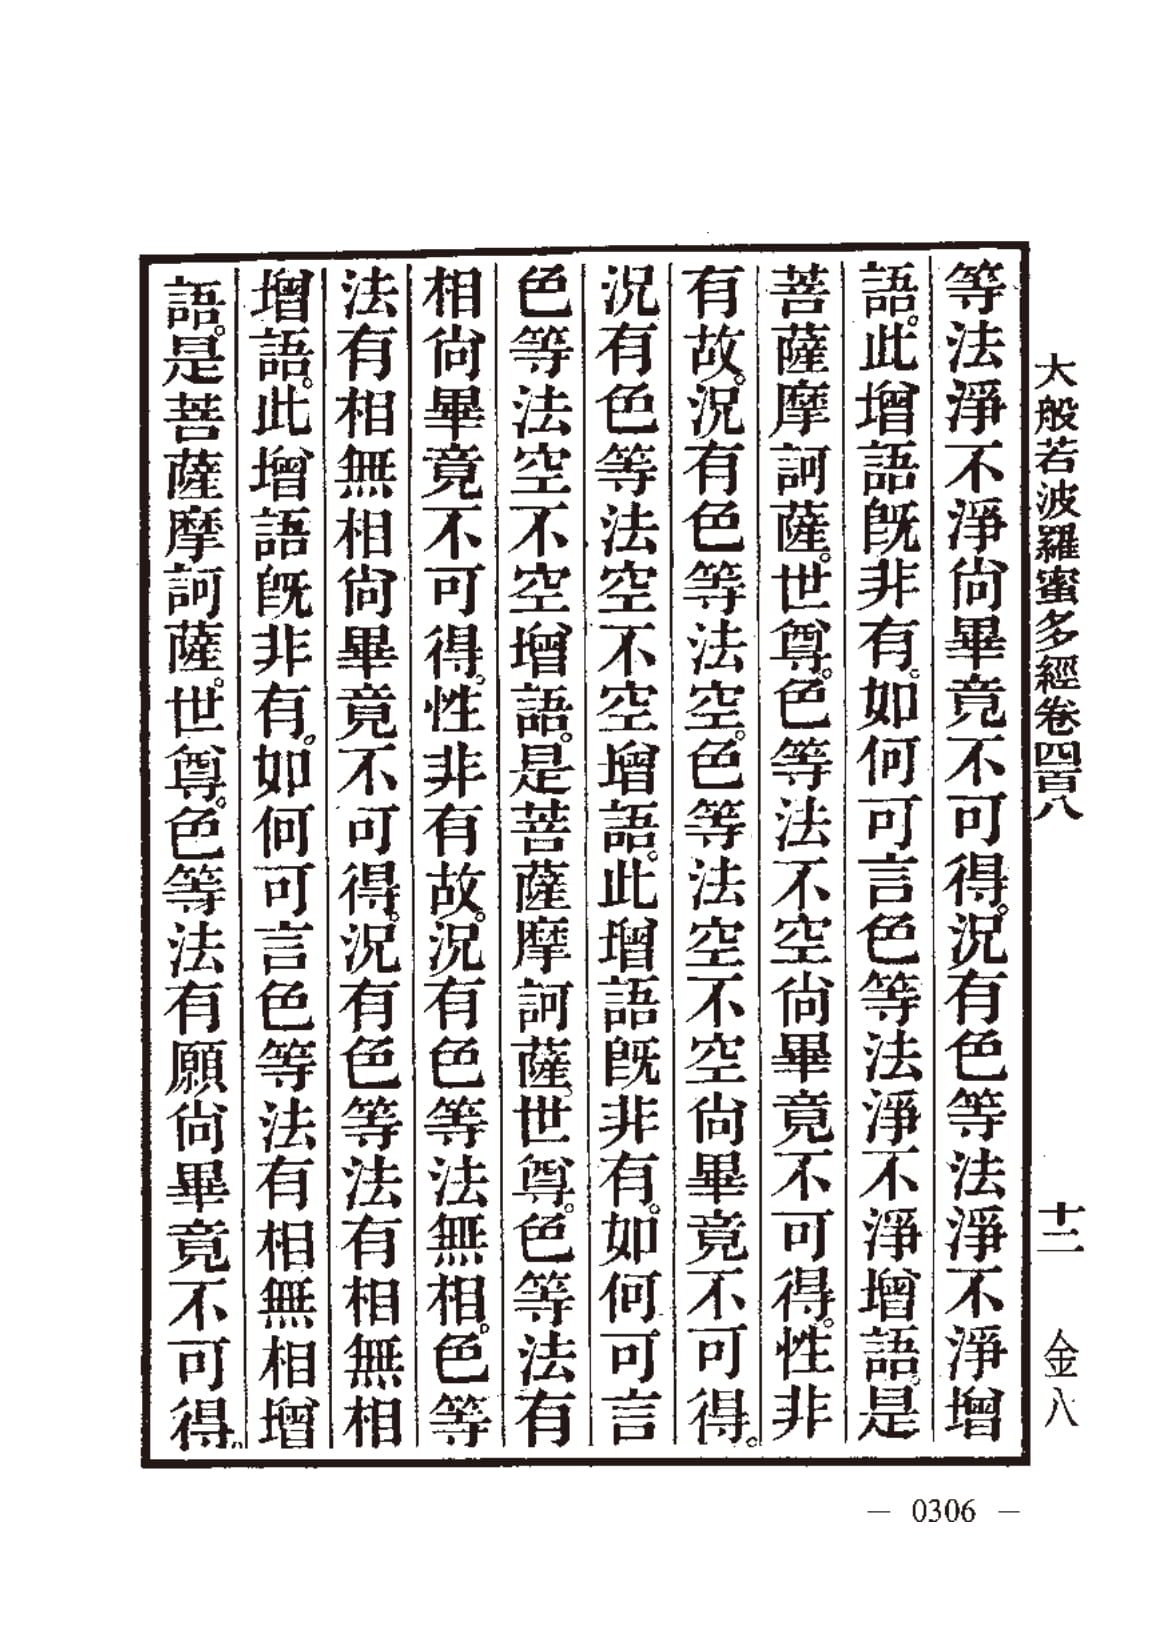 大般若波羅蜜多經卷四百八 十二 金八
等法淨不淨尙畢竟不可得。況有色等法淨不淨增
語。此增語旣非有。如何可言色等法淨不淨增語。是
菩薩摩訶薩。世尊。色等法不空尙畢竟不可得。性非
有故。況有色等法空。色等法空不空尙畢竟不可得。
況有色等法空不空增語。此增語旣非有。如何可言
色等法空不空增語。是菩薩摩訶薩。世尊。色等法有
相尙畢竟不可得。性非有故。況有色等法無相。色等
法有相無相尙畢竟不可得。況有色等法有相無相
增語。此增語旣非有。如何可言色等法有相無相增
語。是菩薩摩訶薩。世尊。色等法有願尙畢竟不可得。
— 0306 —